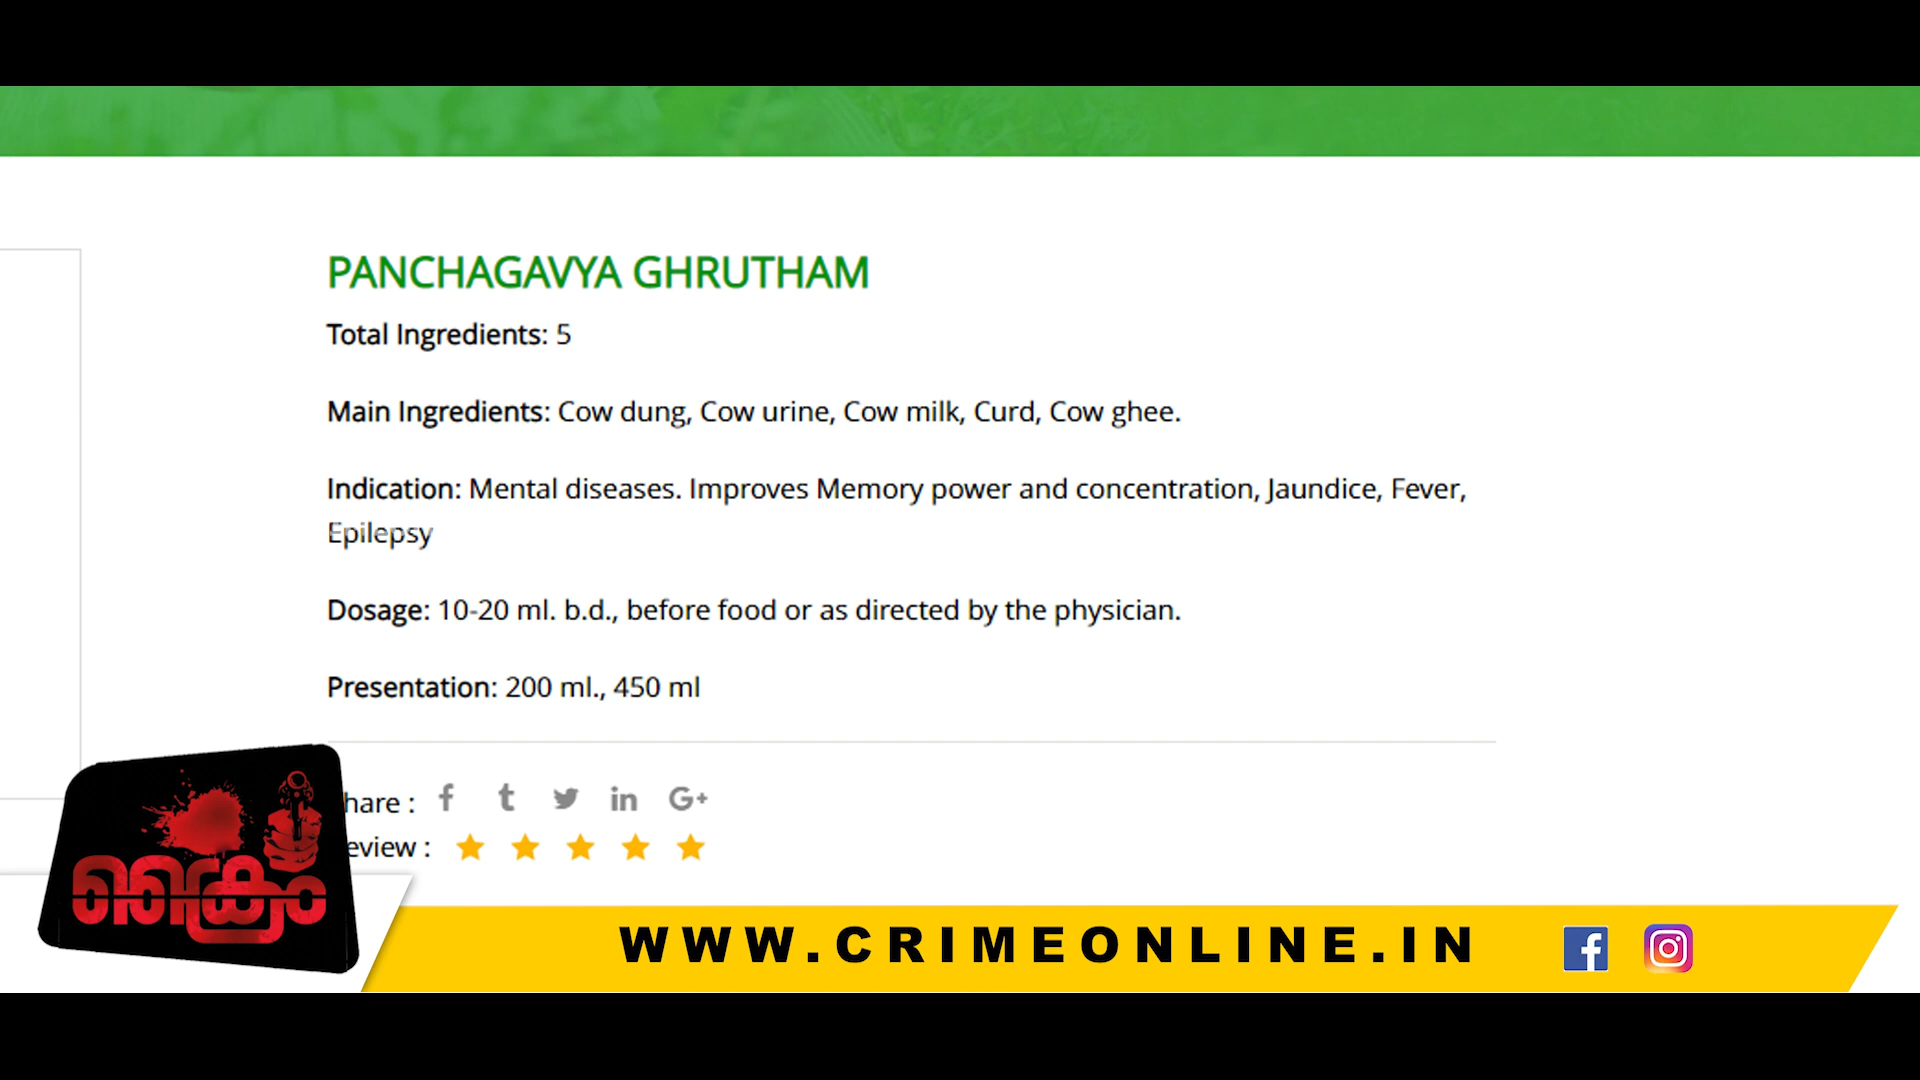 PANCHAGAVYA GHRUTHAM
Total Ingredients: 5
Main Ingredients: Cow dung, Cow urine, Cow milk, Curd, Cow ghee.
Indication: Mental diseases. Improves Memory power and concentration, Jaundice, Fever,
Epilepsy
Dosage: 10-20 ml. b.d., before food or as directed by the physician.
Presentation: 200 ml., 450 ml
hare :
eview :
ക്രൈം
WWW.CRIMEONLINE.IN